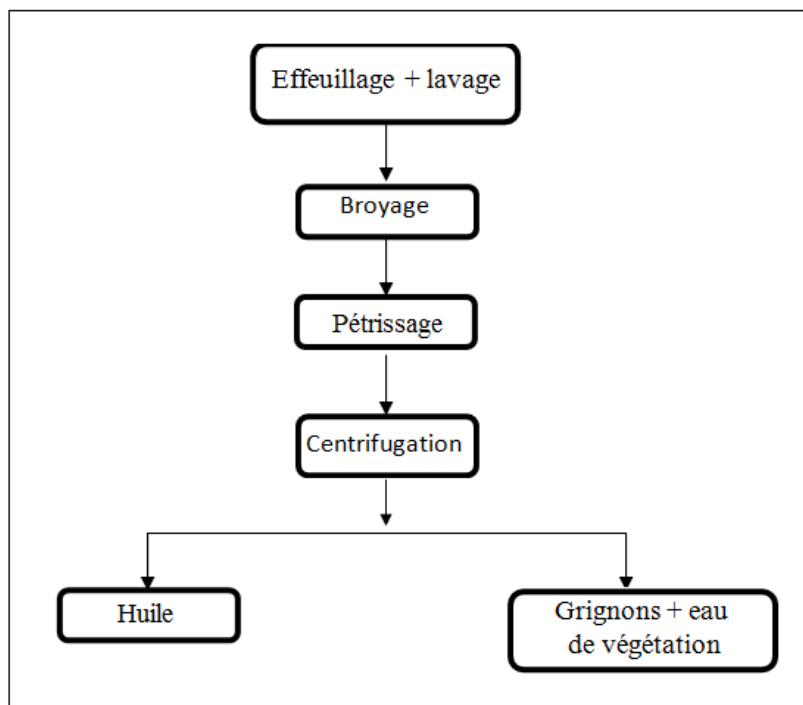 Effeuillage + lavage
Broyage
Pétrissage
Centrifugation
Huile
Grignons + eau
de végétation